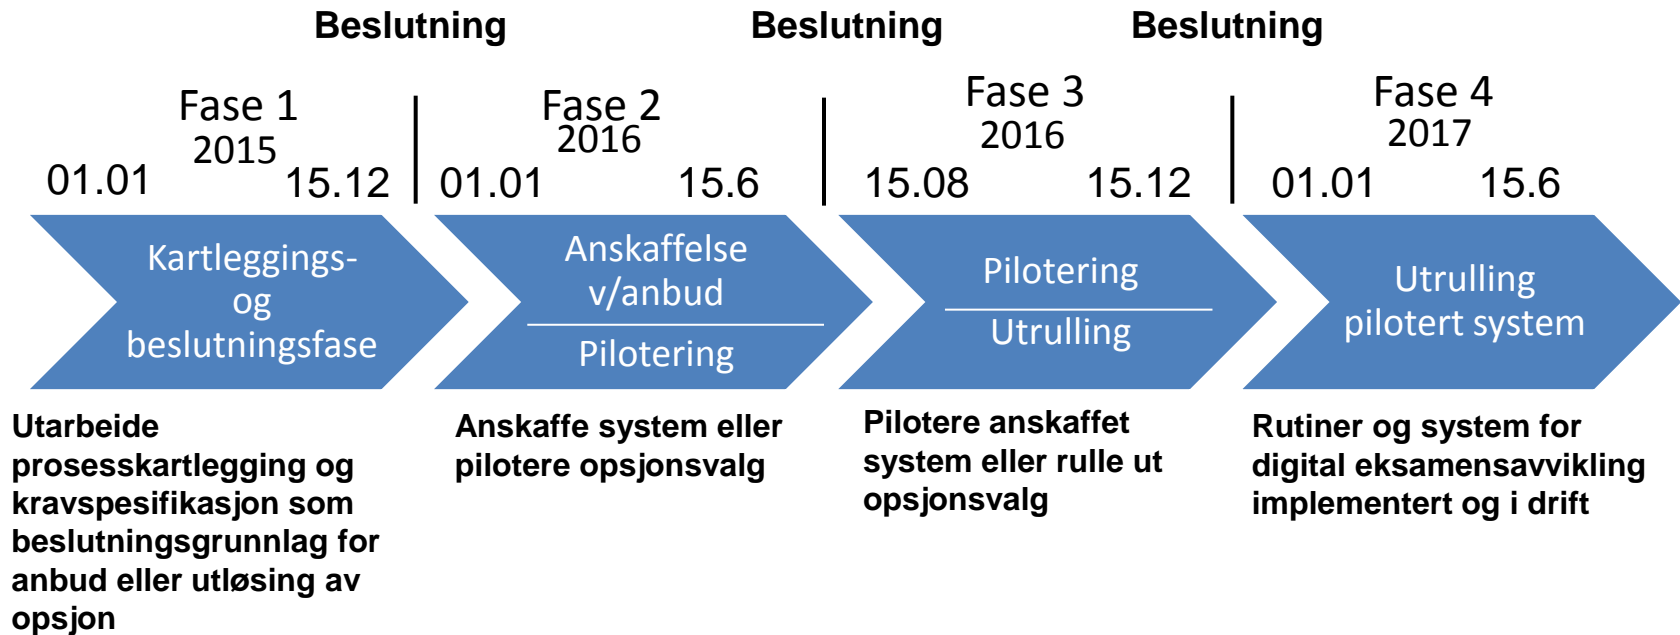 Beslutning
Beslutning
Beslutning
Fase 1
2015
01.01
15.12
Fase 2
2016
01.01
15.6
Fase 3
2016
15.08
15.12
Fase 4
2017
01.01
15.6
Kartleggings-
og
beslutningsfase
Anskaffelse
v/anbud
Pilotering
Pilotering
Utrulling
Utrulling
pilotert system
Utarbeide
prosesskartlegging og
kravspesifikasjon som
beslutningsgrunnlag for
anbud eller utløsing av
opsjon
Anskaffe system eller
pilotere opsjonsvalg
Pilotere anskaffet
system eller rulle ut
opsjonsvalg
Rutiner og system for
digital eksamensavvikling
implementert og i drift